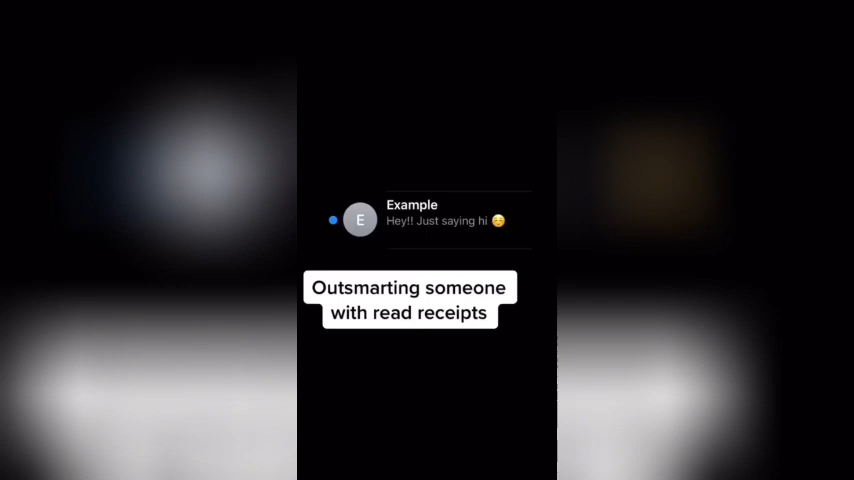 E
Example
Hey!! Just saying hi ☺️
Outsmarting someone
with read receipts